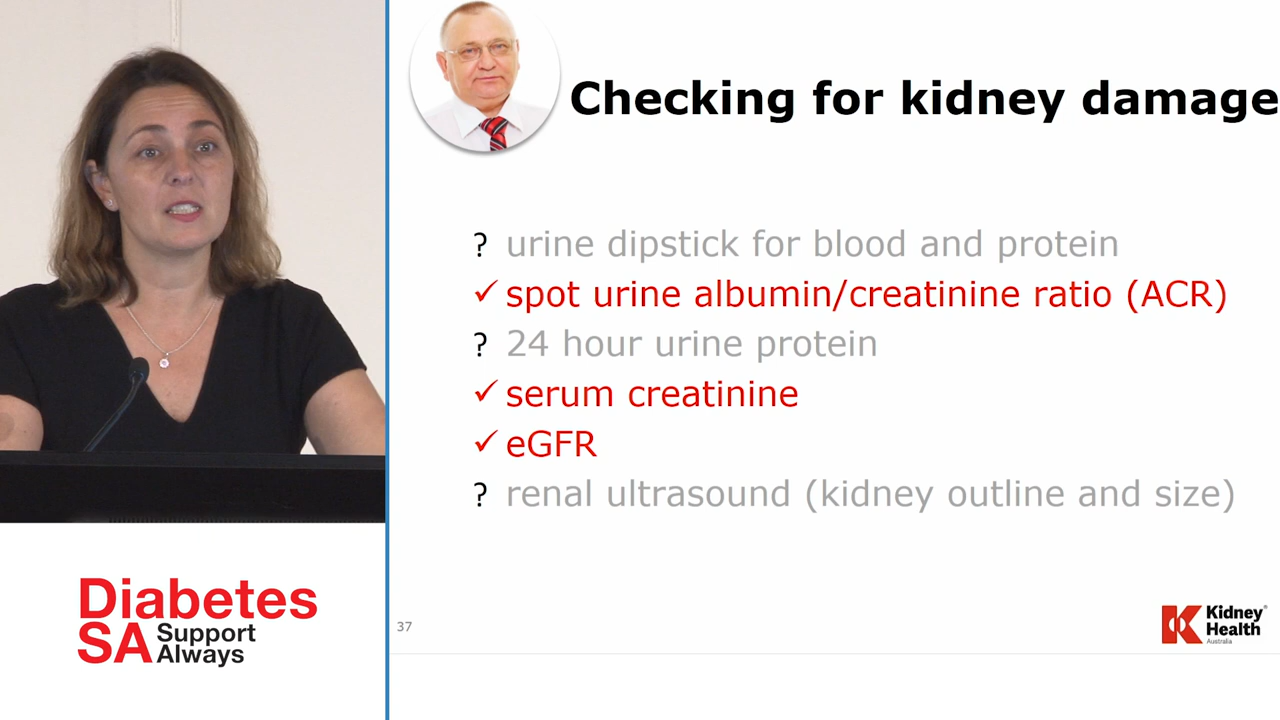 Checking for kidney damage
? urine dipstick for blood and protein
✓ spot urine albumin/creatinine ratio (ACR)
? 24 hour urine protein
✓ serum creatinine
✓ eGFR
? renal ultrasound (kidney outline and size)
Diabetes
SA Support
Always
37
Kidney
Health
Australia